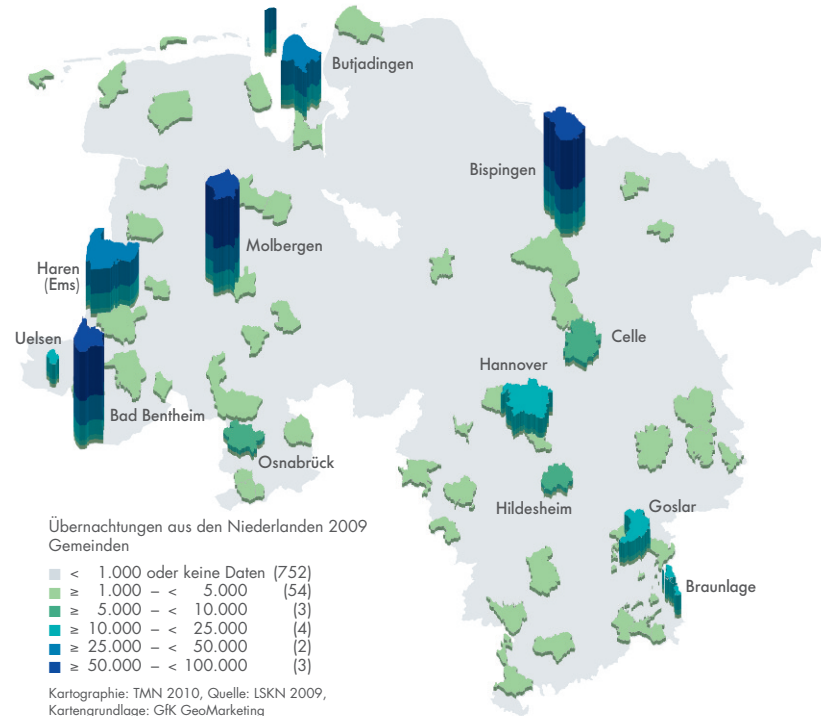 Butjadingen
Bispingen
Molbergen
Haren
(Ems)
Uelsen
Celle
Hannover
Bad Bentheim
Osnabrück
Hildesheim
Goslar
Braunlage
Übernachtungen aus den Niederlanden 2009
Gemeinden
< 1.000 oder keine Daten (752)
≥ 1.000 – < 5.000 (54)
≥ 5.000 – < 10.000 (3)
≥ 10.000 – < 25.000 (4)
≥ 25.000 – < 50.000 (2)
≥ 50.000 – < 100.000 (3)
Kartographie: TMN 2010, Quelle: LSKN 2009,
Kartengrundlage: GfK GeoMarketing